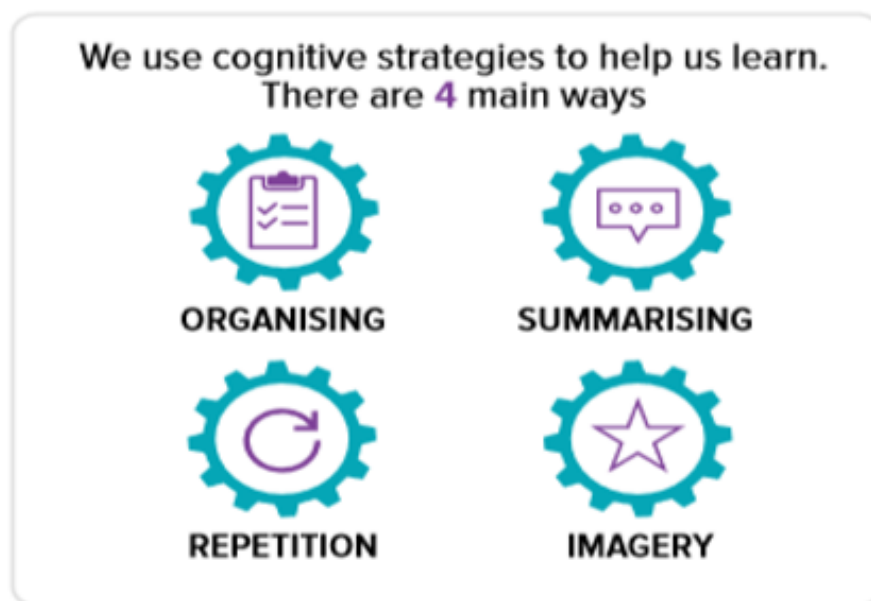 We use cognitive strategies to help us learn.
There are 4 main ways
ORGANISING
SUMMARISING
REPETITION
IMAGERY